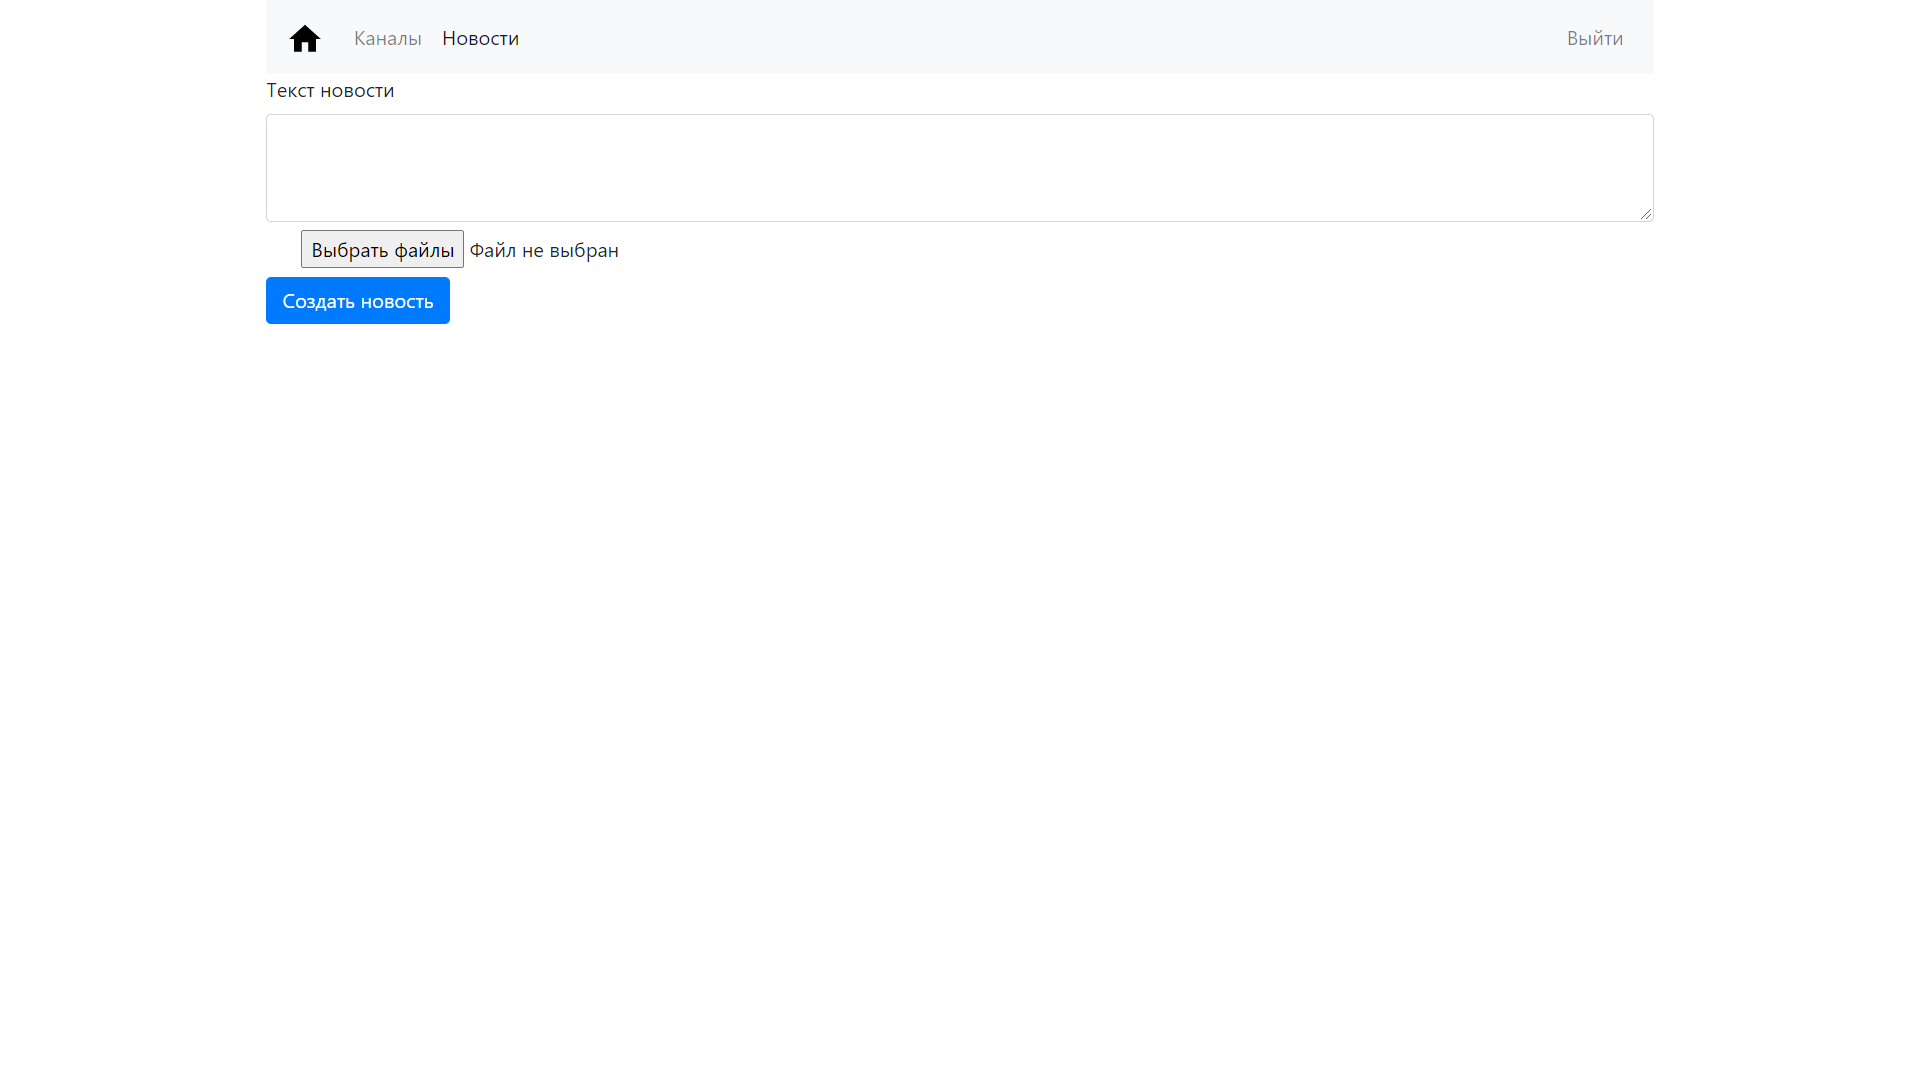 Каналы Новости Выйти
Текст новости
Выбрать файлы Файл не выбран
Создать новость